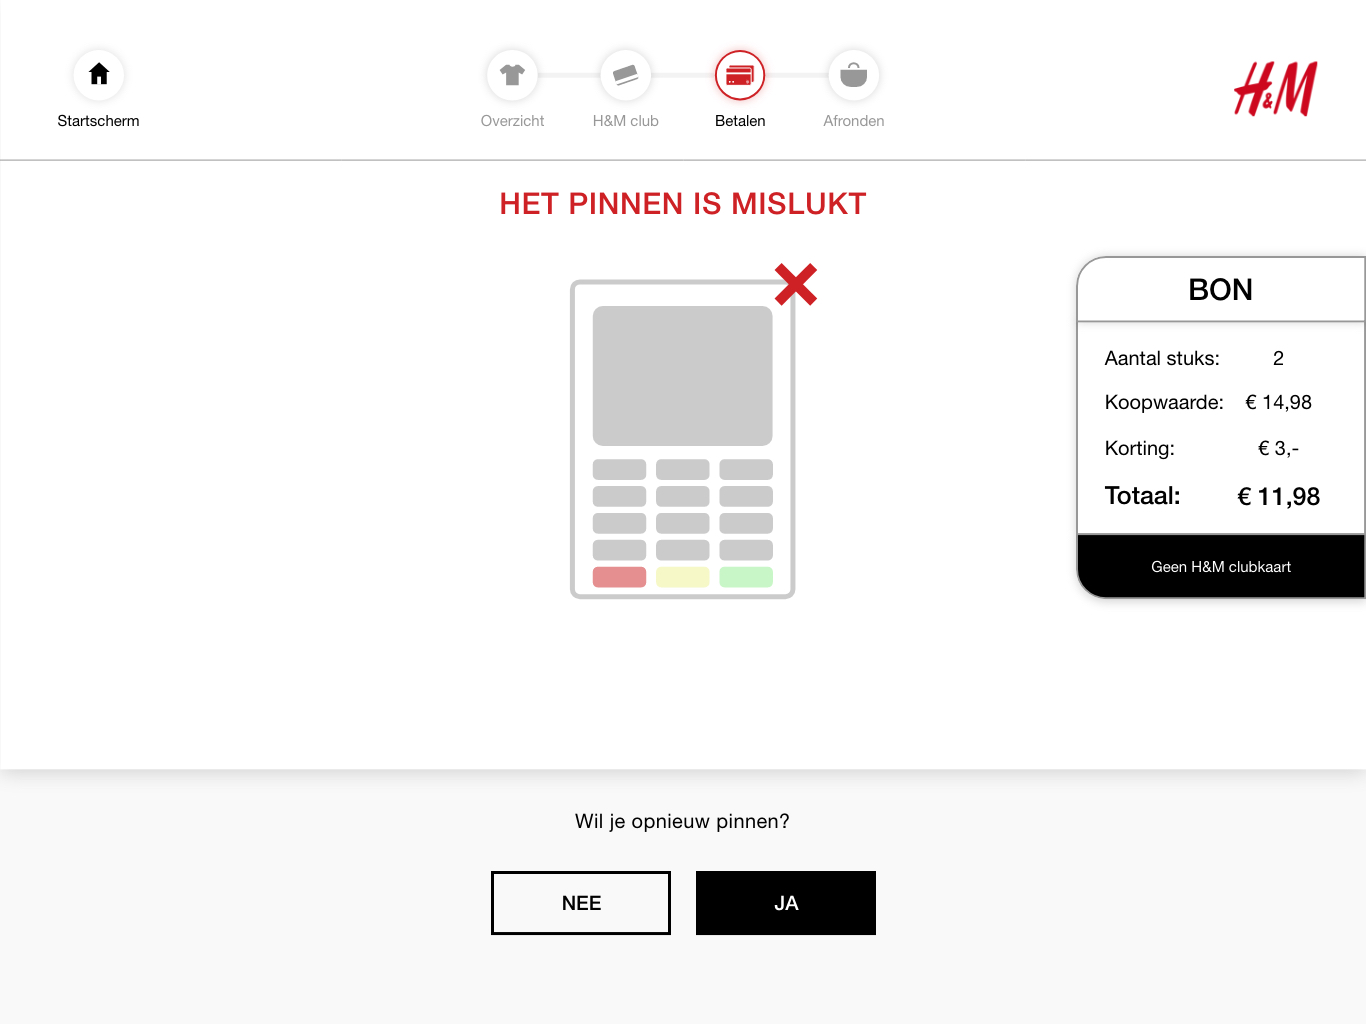 Startscherm
Overzicht
H&M club
Betalen
Afronden
H&M
HET PINNEN IS MISLUKT
BON
Aantal stuks: 2
Koopwaarde: € 14,98
Korting: € 3,-
Totaal: € 11,98
Geen H&M clubkaart
Wil je opnieuw pinnen?
NEE
JA